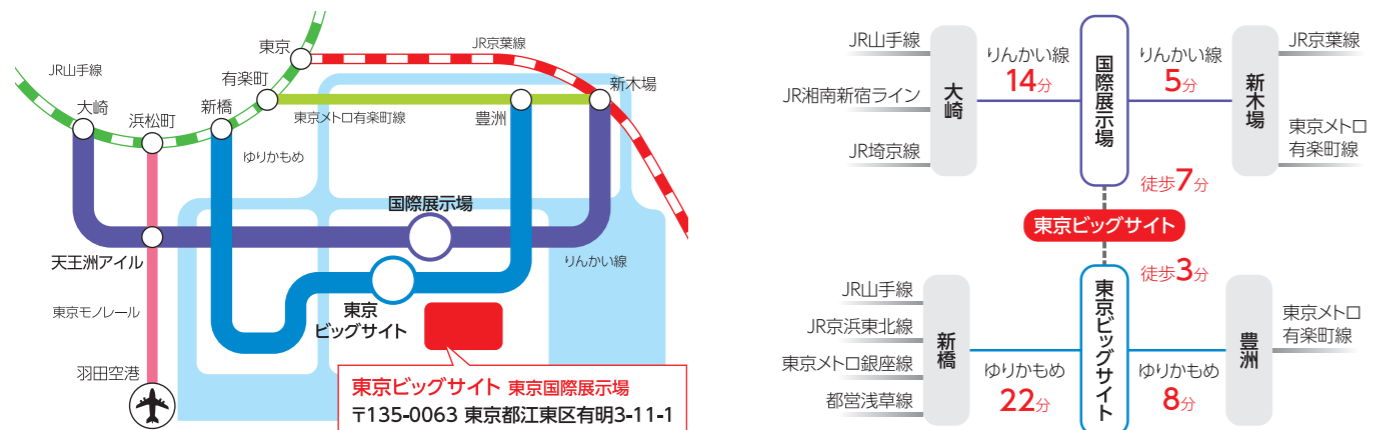 東京
JR京葉線
JR山手線
有楽町
新木場
大崎
浜松町
新橋
東京メトロ有楽町線
豊洲
ゆりかもめ
国際展示場
天王洲アイル
りんかい線
東京モノレール
東京
ビッグサイト
羽田空港
東京ビッグサイト 東京国際展示場
〒135-0063 東京都江東区有明3-11-1
JR山手線
JR湘南新宿ライン
JR埼京線
大崎
りんかい線
14分
国際展示場
りんかい線
5分
新木場
JR京葉線
東京メトロ
有楽町線
徒歩7分
東京ビッグサイト
徒歩3分
JR山手線
JR京浜東北線
東京メトロ銀座線
都営浅草線
新橋
ゆりかもめ
22分
東京ビッグサイト
ゆりかもめ
8分
豊洲
東京メトロ
有楽町線